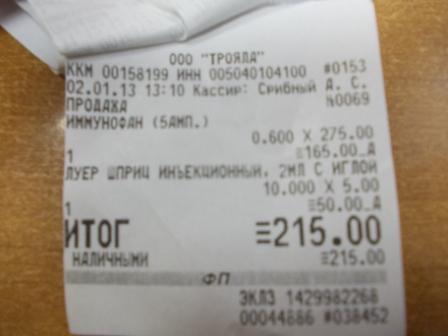 ООО "ТРОЯЛА"
ККМ 00158199 ИНН 005040104100 #0153
02.01.13 13:10 Кассир: Срибный Д. С.
ПРОДАЖА №0069
ИММУНОФАН (5АМП.)
0.600 X 275.00
1 ≡165.00_А
ЛУЕР ШПРИЦ ИНЪЕКЦИОННЫЙ, 2МЛ С ИГЛОЙ
10.000 X 5.00
1 ≡50.00_А
ИТОГ ≡215.00
НАЛИЧНЫМИ ≡215.00
ФП
ЭКЛЗ 1429982268
00044886 #038452